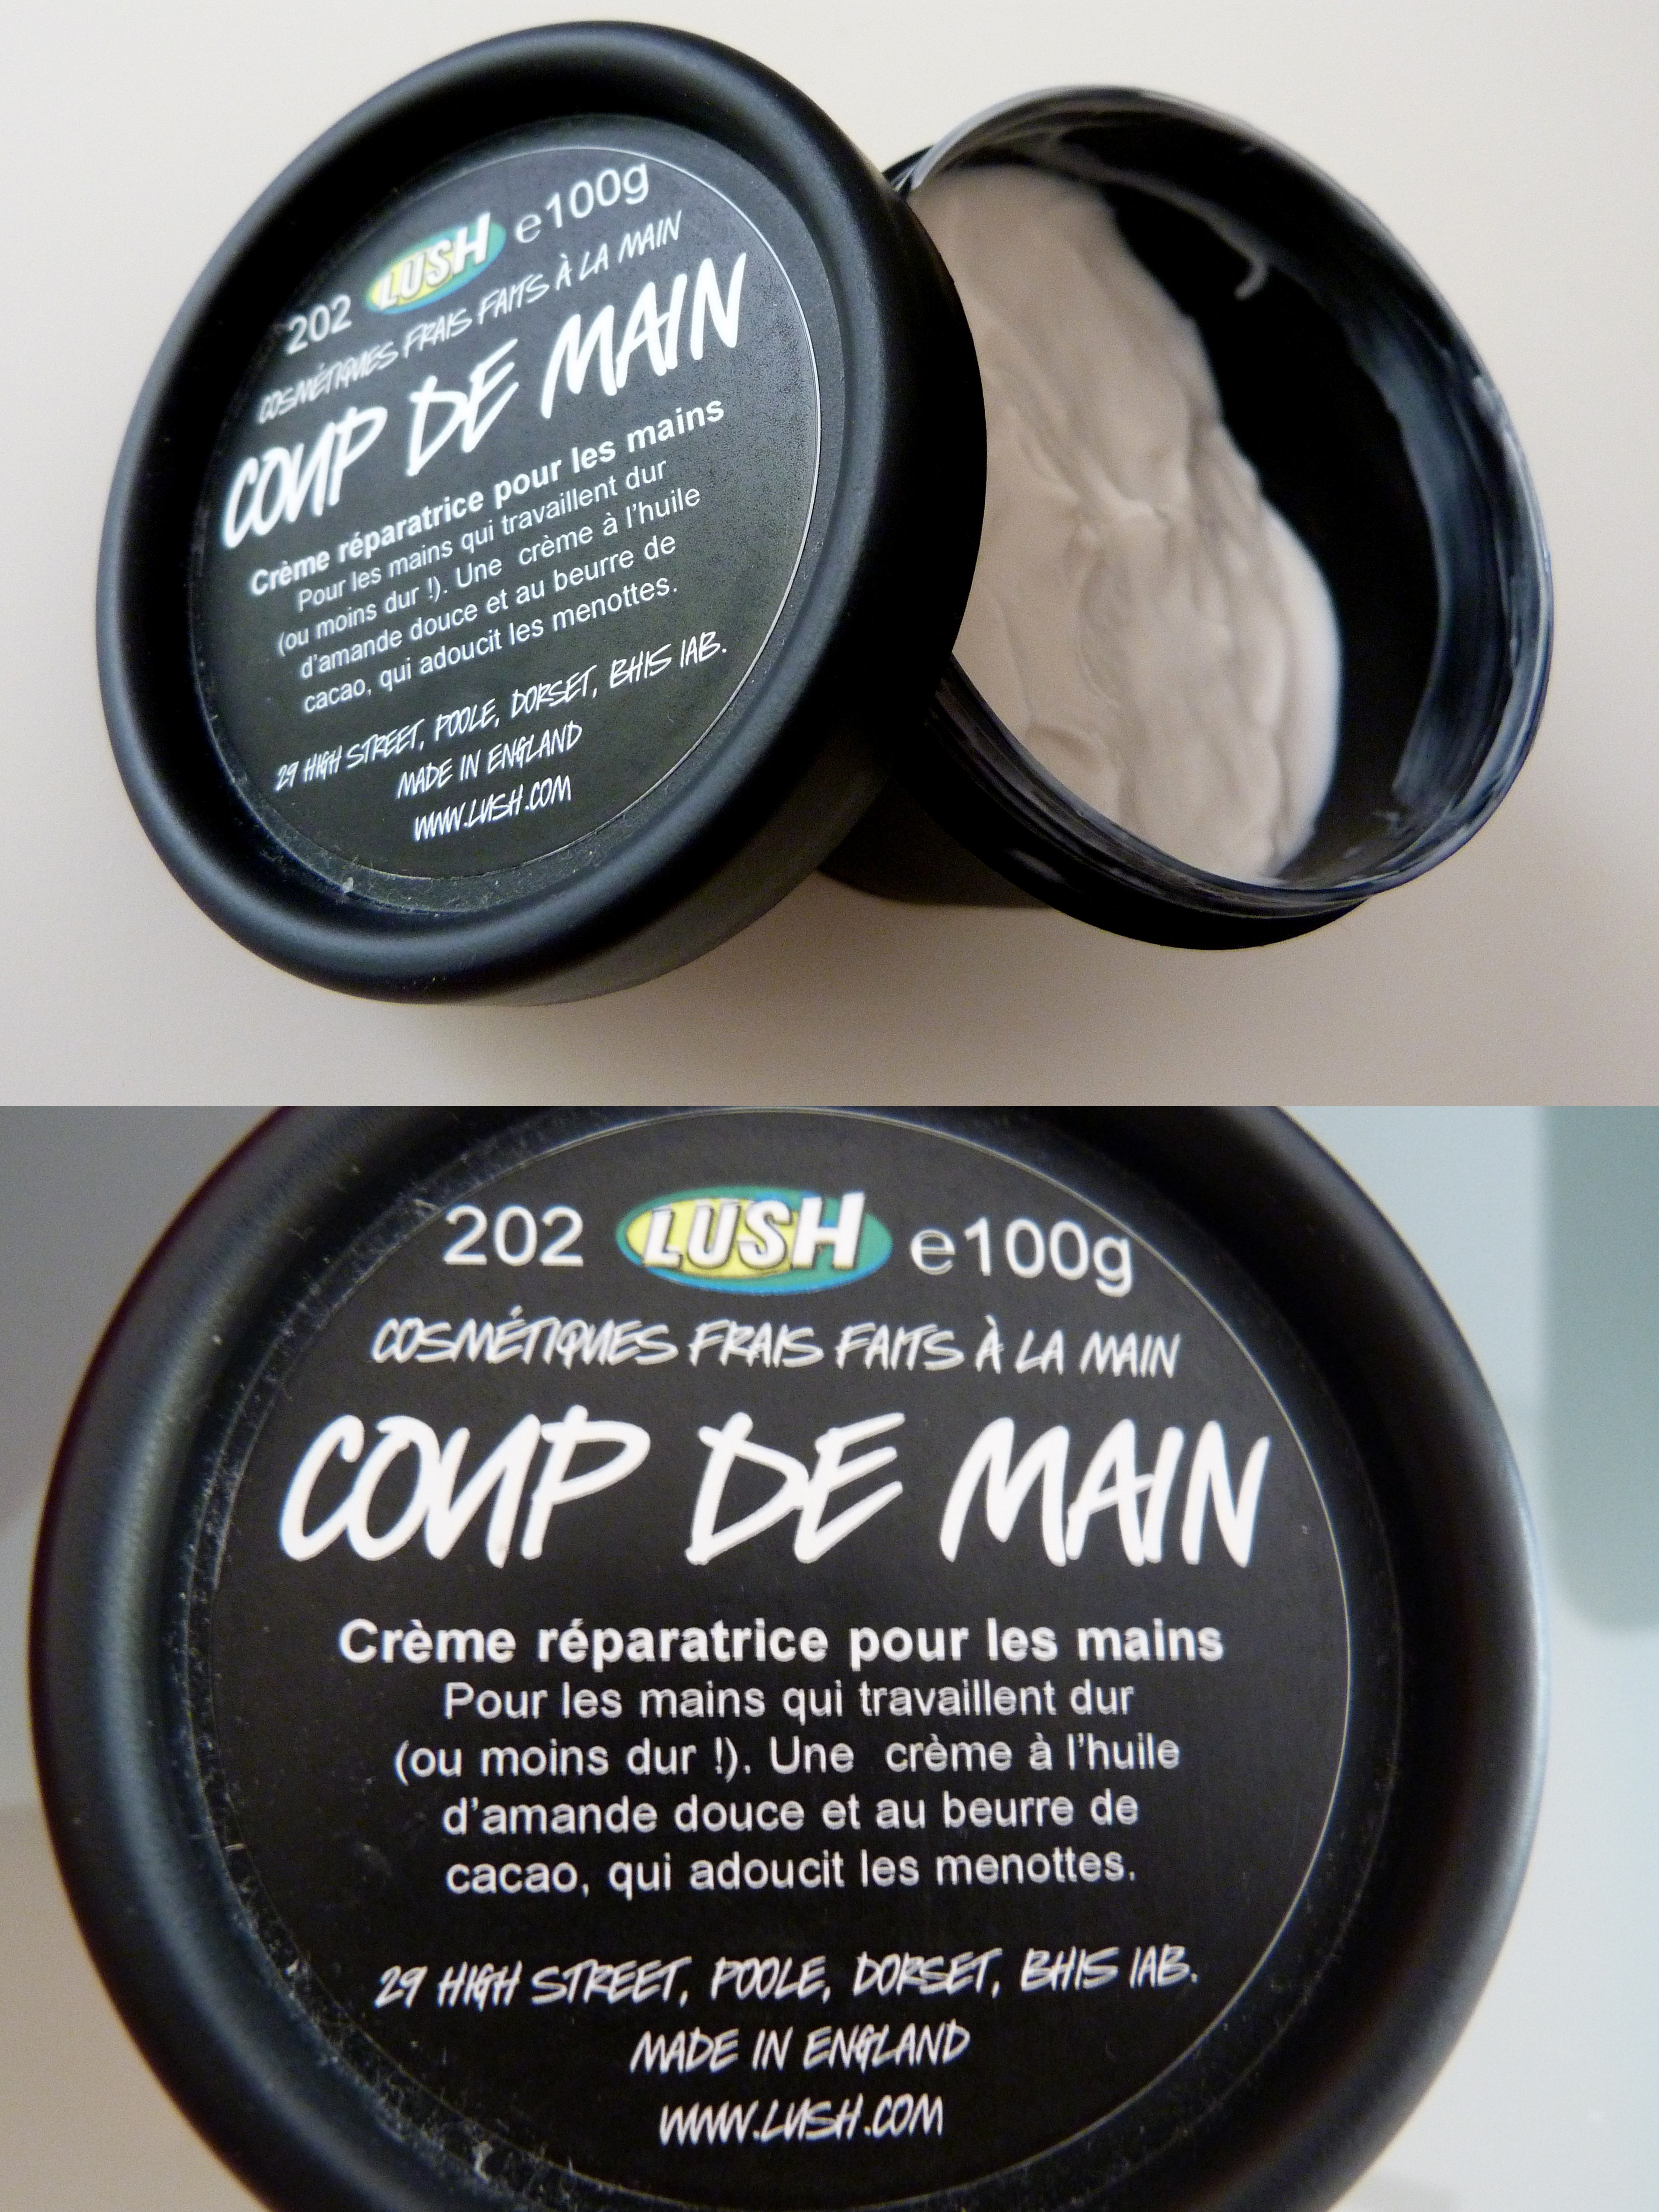 202 LUSH e100g
COSMÉTIQUES FRAIS FAITS À LA MAIN
COUP DE MAIN
Crème réparatrice pour les mains
Pour les mains qui travaillent dur
(ou moins dur !). Une crème à l'huile
d'amande douce et au beurre de
cacao, qui adoucit les menottes.
29 HIGH STREET, POOLE, DORSET, BH15 1AB.
MADE IN ENGLAND
WWW.LUSH.COM
202 LUSH e100g
COSMÉTIQUES FRAIS FAITS À LA MAIN
COUP DE MAIN
Crème réparatrice pour les mains
Pour les mains qui travaillent dur
(ou moins dur !). Une crème à l'huile
d'amande douce et au beurre de
cacao, qui adoucit les menottes.
29 HIGH STREET, POOLE, DORSET, BH15 1AB.
MADE IN ENGLAND
WWW.LUSH.COM